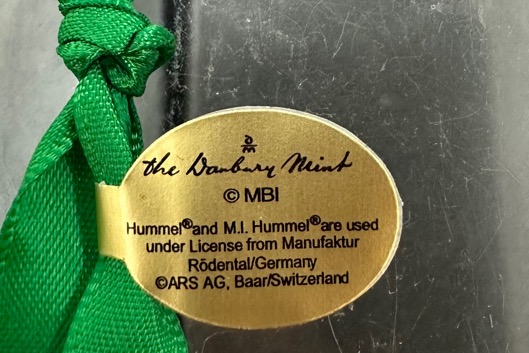 D
M
the Danbury Mint
© MBI
Hummel® and M.I. Hummel® are used
under License from Manufaktur
Rödental/Germany
©ARS AG, Baar/Switzerland